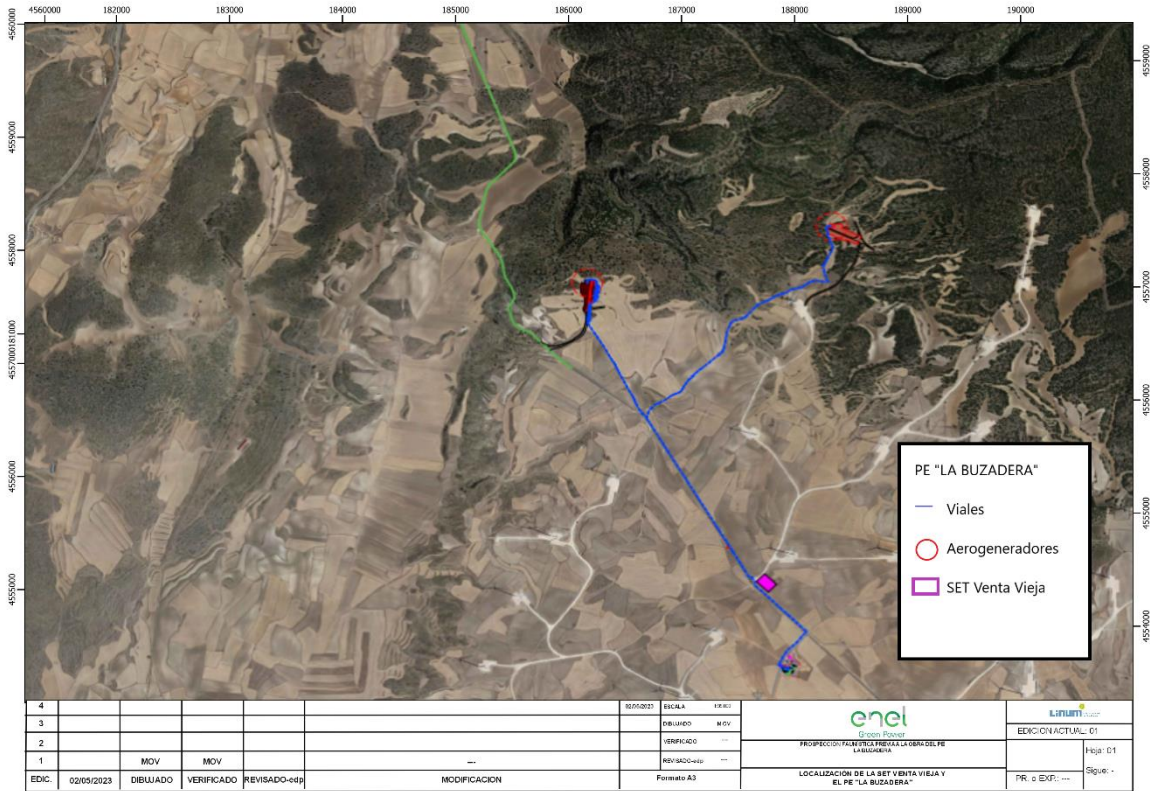 4560000 182000 183000 184000 185000 186000 187000 188000 189000 190000
4560000
4559000
4558000
181000
4557000
4556000
4555000
4559000
4558000
4557000
4556000
4555000
4554000
PE "LA BUZADERA"
Viales
Aerogeneradores
SET Venta Vieja
4
3
2
1 MOV MOV ---
EDIC. 02/05/2023 DIBUJADO VERIFICADO REVISADO-edp MODIFICACION
02/05/2023 ESCALA
DIBUJADO MOV
VERIFICADO ---
REVISADO-edp ---
Formato A3
enel
Green Power
PROSPECCIÓN FAUNÍSTICA PREVIA A LA OBRA DEL PE
LA BUZADERA
LOCALIZACIÓN DE LA SET VENTA VIEJA Y
EL PE "LA BUZADERA"
Linum
EDICION ACTUAL: 01
Hoja: 01
Sigue: -
PR. o EXP.: ---